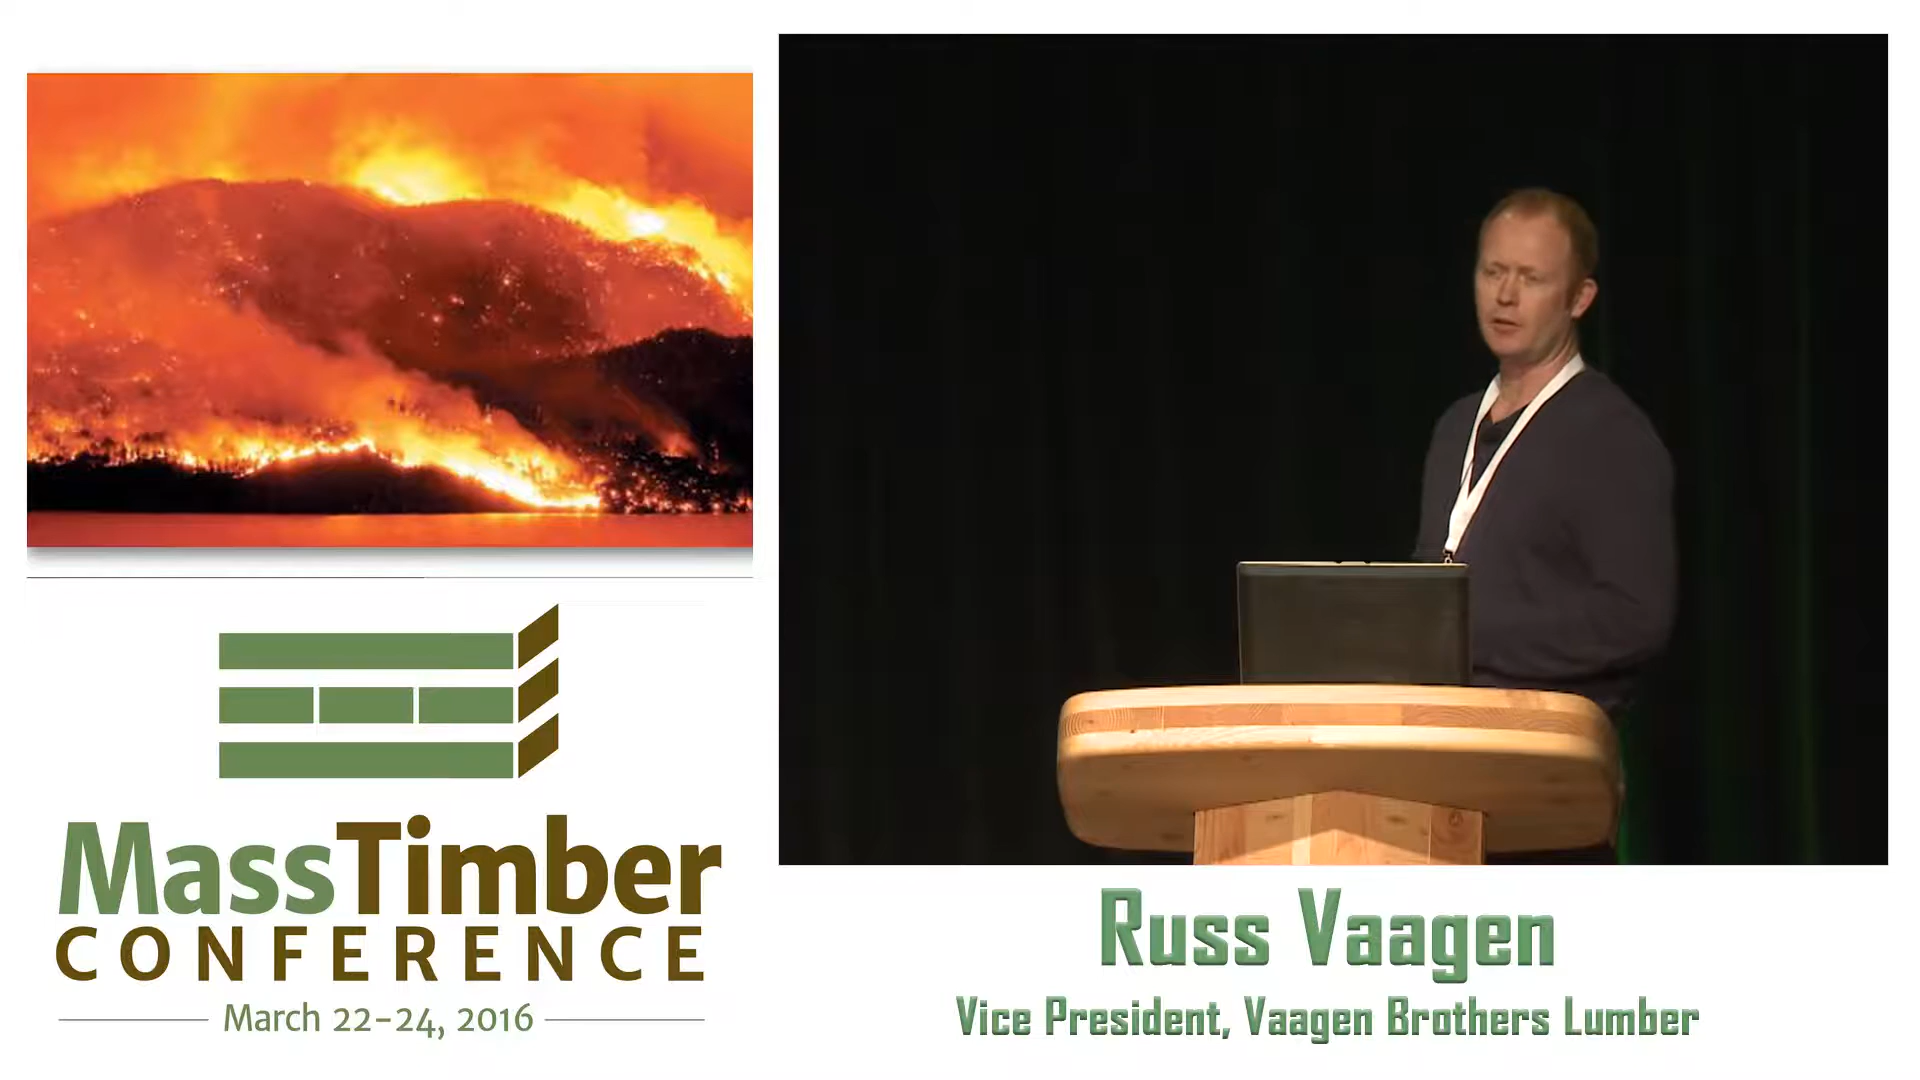 MassTimber
CONFERENCE
March 22-24, 2016
Russ Vaagen
Vice President, Vaagen Brothers Lumber